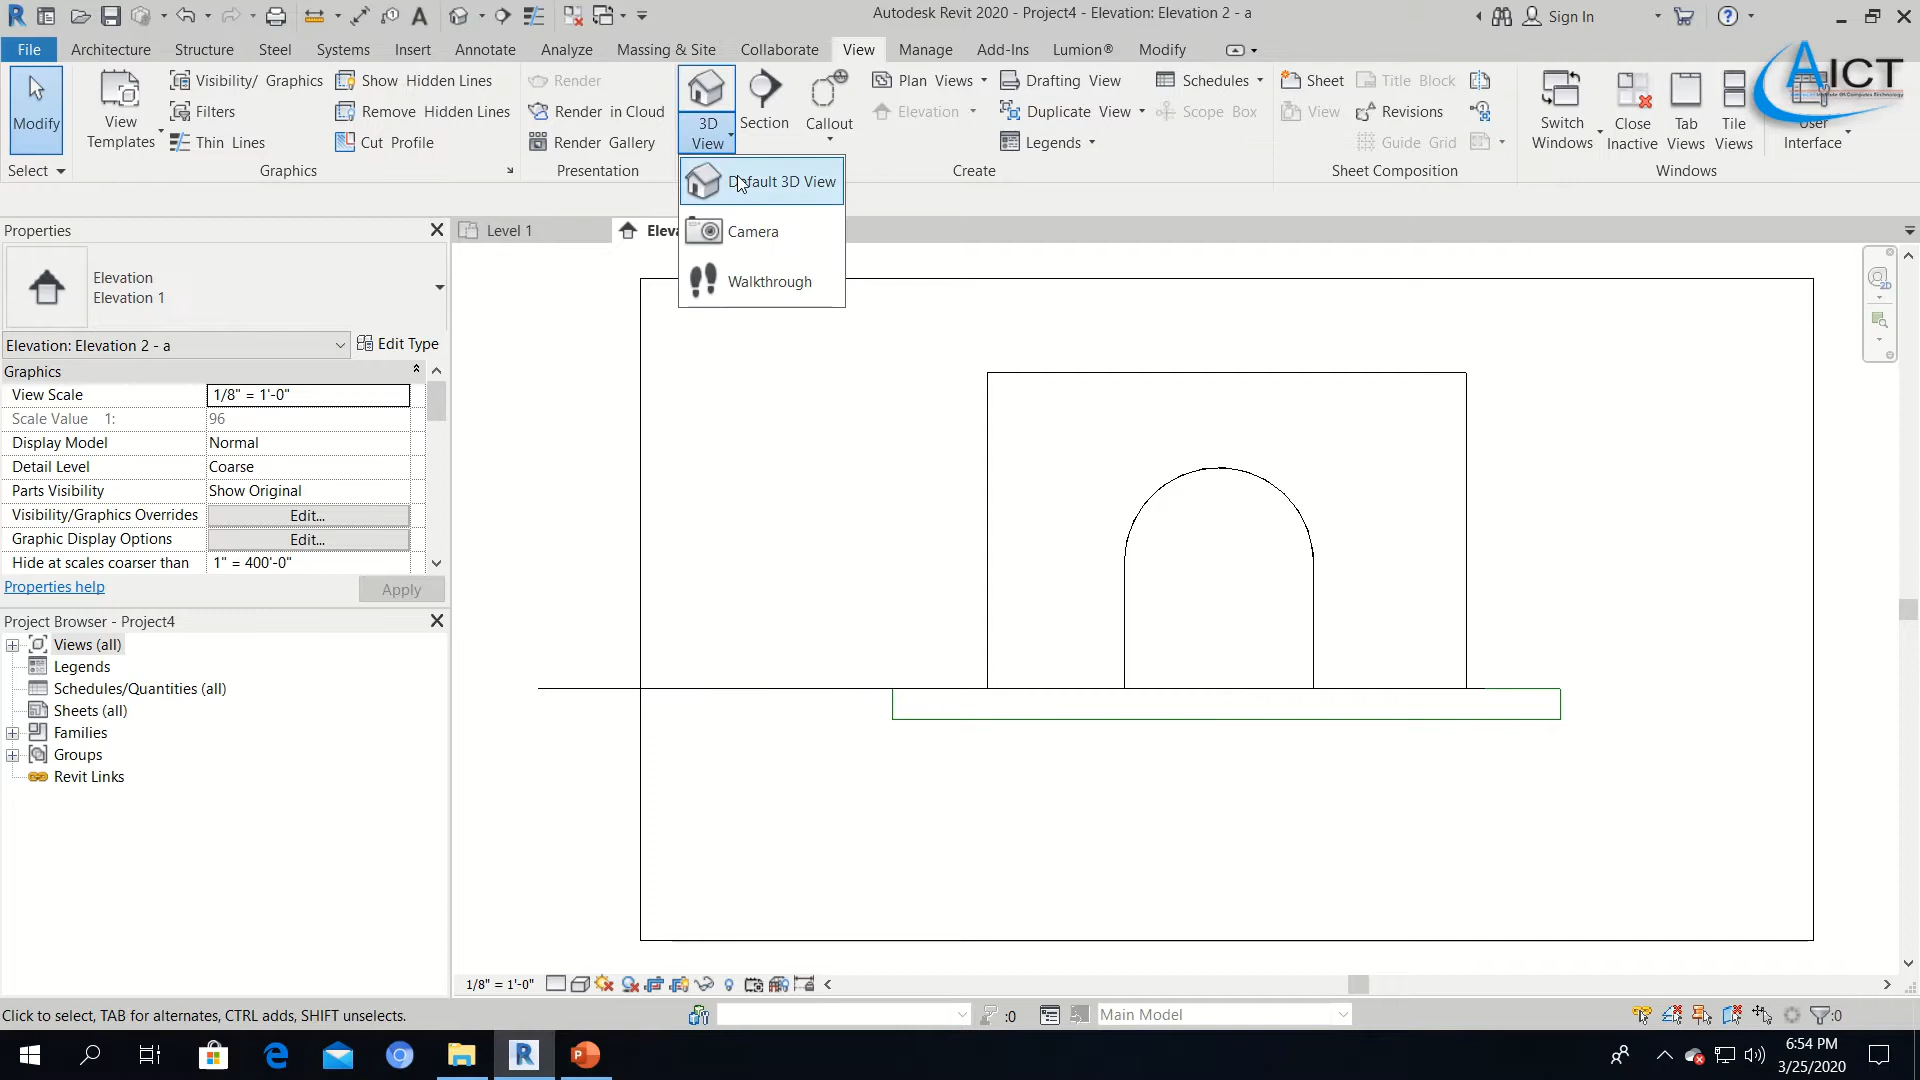 Autodesk Revit 2020 - Project4 - Elevation: Elevation 2 - a
Sign In
File Architecture Structure Steel Systems Insert Annotate Analyze Massing & Site Collaborate View Manage Add-Ins Lumion® Modify
Modify
View Templates
Visibility/ Graphics
Filters
Thin Lines
Show Hidden Lines
Remove Hidden Lines
Cut Profile
Render
Render in Cloud
Render Gallery
3D View
Section
Callout
Plan Views
Elevation
Drafting View
Duplicate View
Legends
Schedules
Scope Box
Sheet
View
Title Block
Revisions
Guide Grid
Switch Windows
Close Inactive
Tab Views
Tile Views
User Interface
AICT
Select Graphics Presentation Create Sheet Composition Windows
Default 3D View
Camera
Walkthrough
Properties
Level 1
Eleva
Elevation
Elevation 1
Elevation: Elevation 2 - a
Edit Type
Graphics
View Scale 1/8" = 1'-0"
Scale Value 1: 96
Display Model Normal
Detail Level Coarse
Parts Visibility Show Original
Visibility/Graphics Overrides Edit...
Graphic Display Options Edit...
Hide at scales coarser than 1" = 400'-0"
Properties help
Apply
Project Browser - Project4
Views (all)
Legends
Schedules/Quantities (all)
Sheets (all)
Families
Groups
Revit Links
2D
1/8" = 1'-0"
Click to select, TAB for alternates, CTRL adds, SHIFT unselects.
:0
Main Model
:0
6:54 PM
3/25/2020